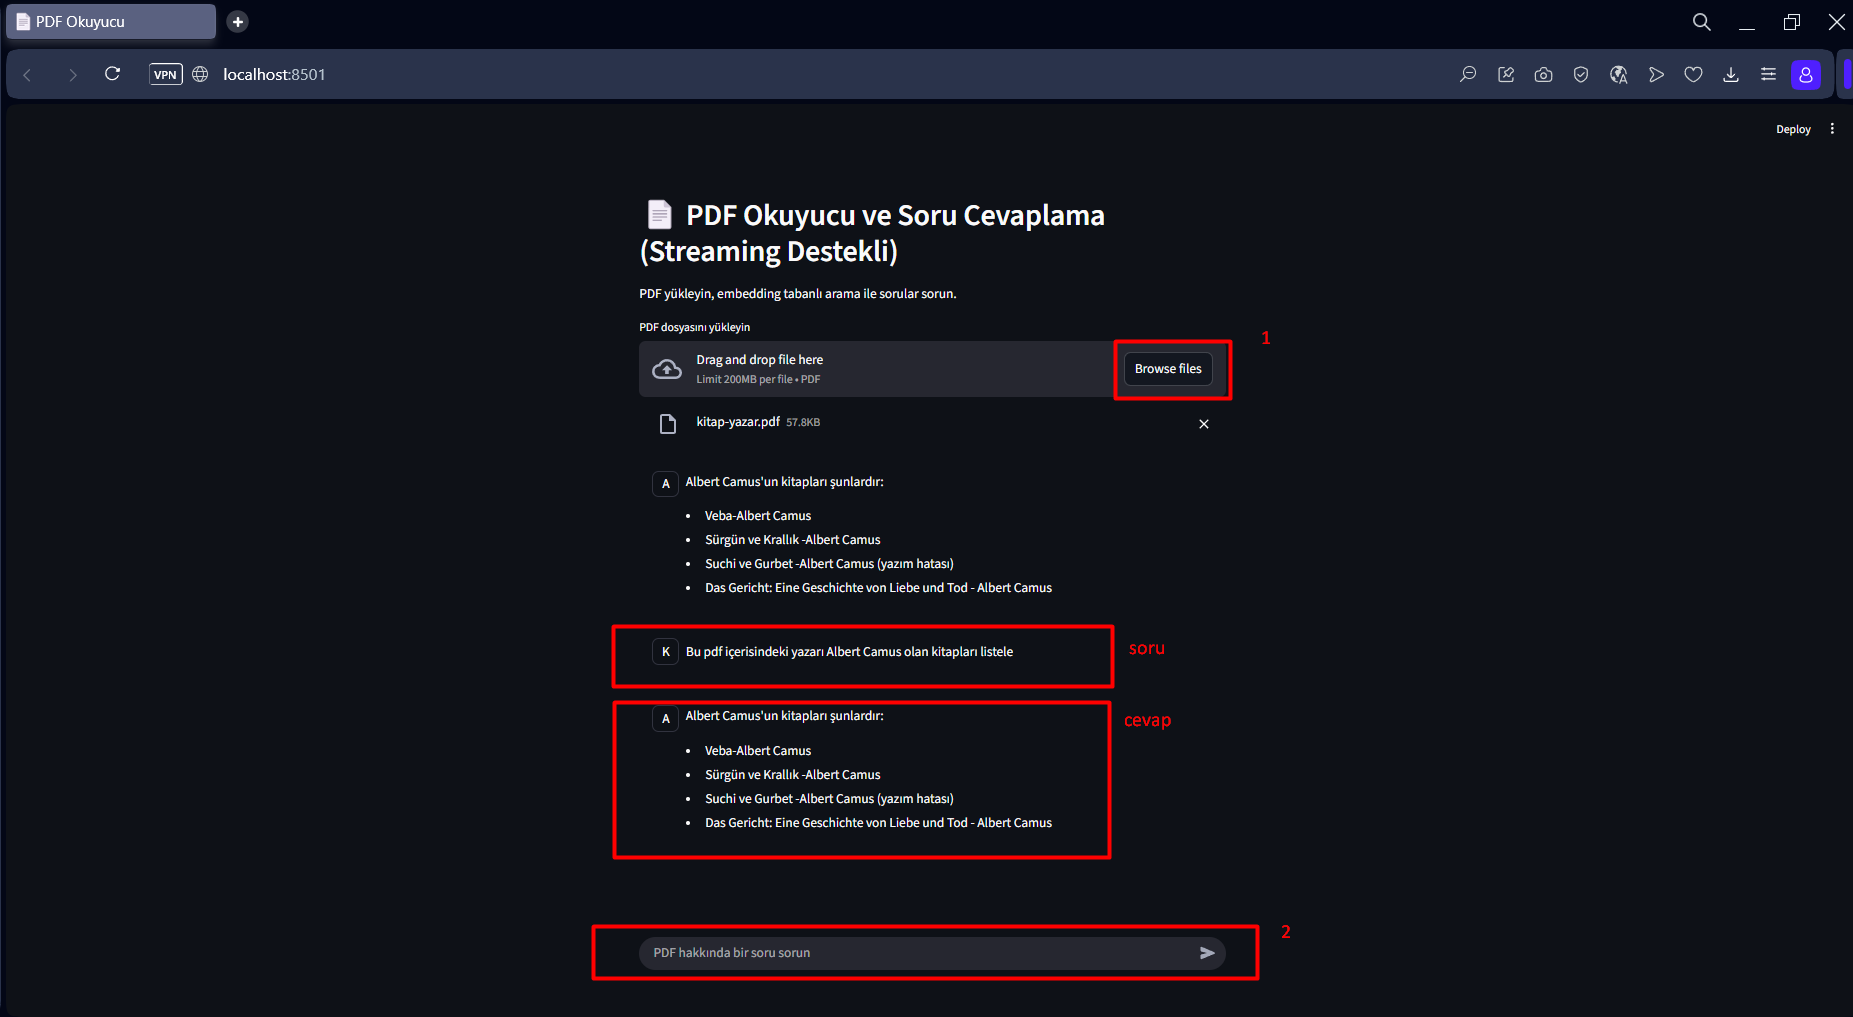 PDF Okuyucu
VPN
localhost:8501
Deploy
PDF Okuyucu ve Soru Cevaplama
(Streaming Destekli)
PDF yükleyin, embedding tabanlı arama ile sorular sorun.
PDF dosyasını yükleyin
1
Drag and drop file here
Limit 200MB per file • PDF
Browse files
kitap-yazar.pdf 57.8KB
A Albert Camus'un kitapları şunlardır:
• Veba-Albert Camus
• Sürgün ve Krallık -Albert Camus
• Suchi ve Gurbet -Albert Camus (yazım hatası)
• Das Gericht: Eine Geschichte von Liebe und Tod - Albert Camus
K Bu pdf içerisindeki yazarı Albert Camus olan kitapları listele
soru
A Albert Camus'un kitapları şunlardır:
cevap
• Veba-Albert Camus
• Sürgün ve Krallık -Albert Camus
• Suchi ve Gurbet -Albert Camus (yazım hatası)
• Das Gericht: Eine Geschichte von Liebe und Tod - Albert Camus
2
PDF hakkında bir soru sorun